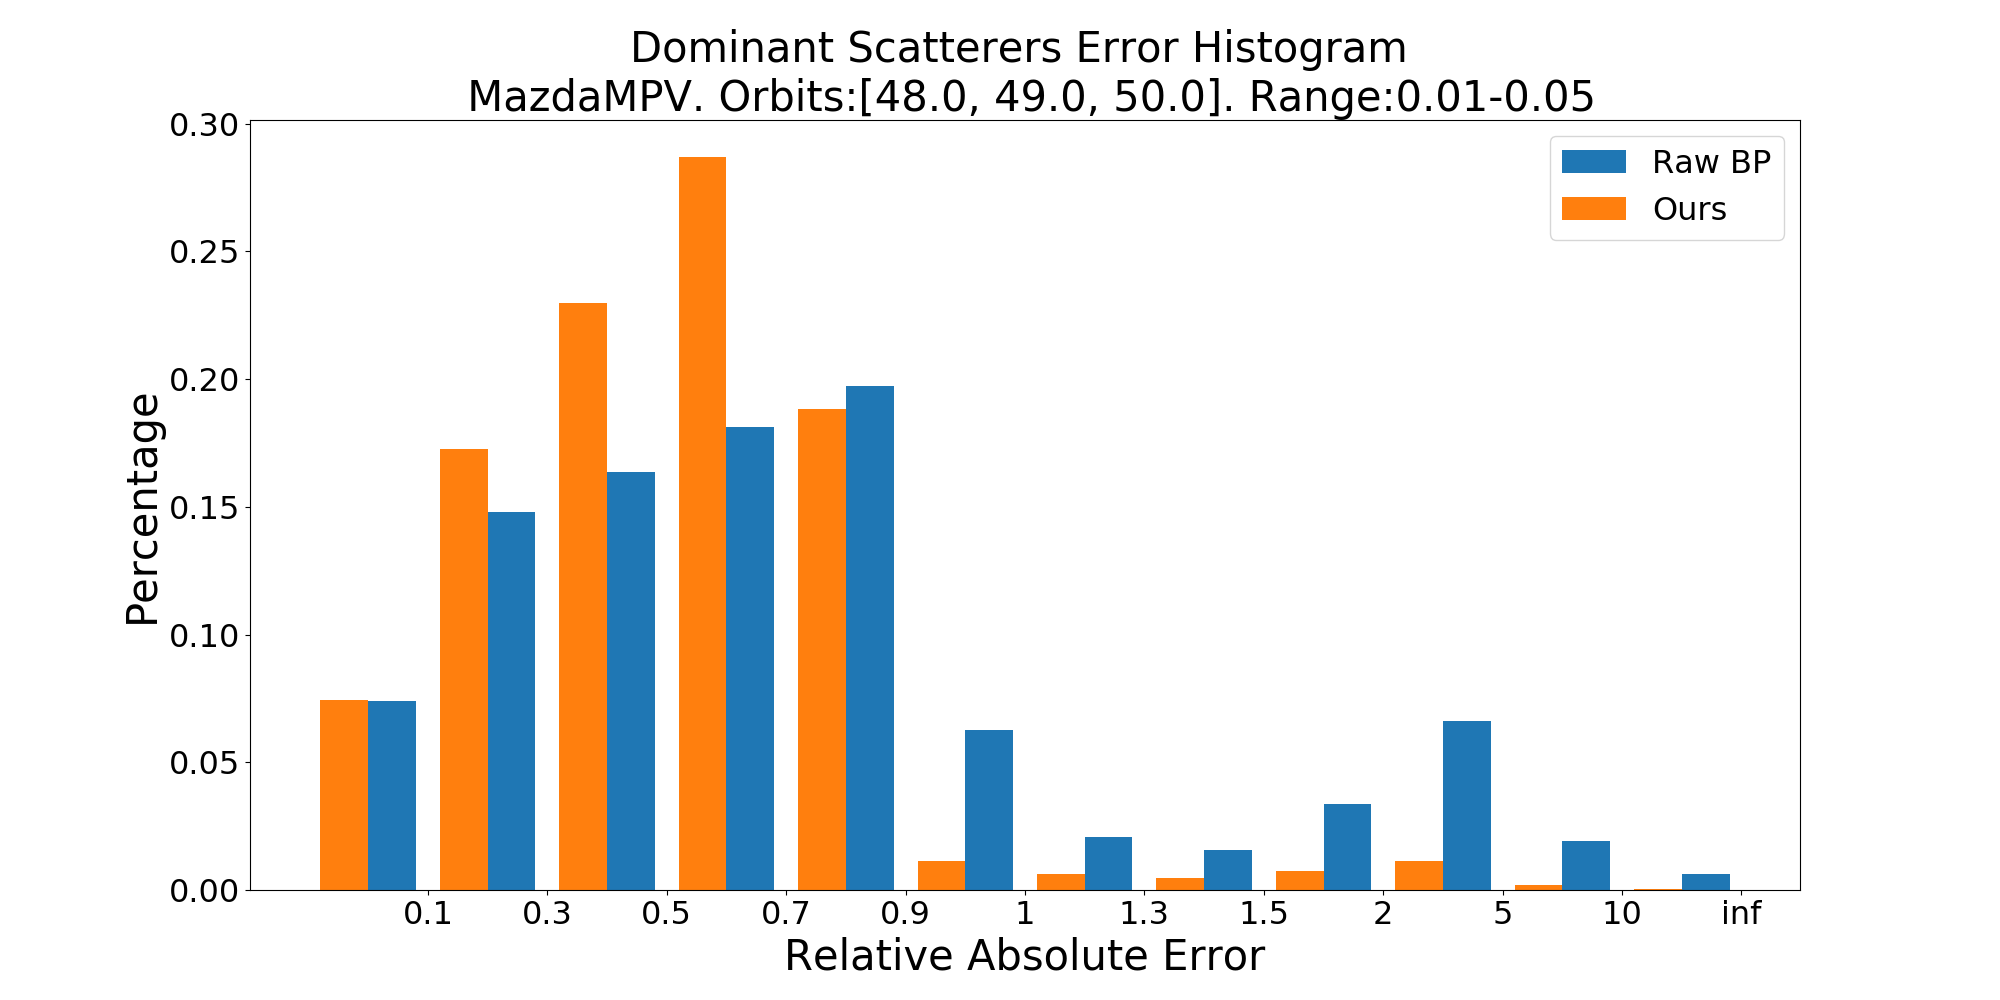 Dominant Scatterers Error Histogram
MazdaMPV. Orbits:[48.0, 49.0, 50.0]. Range:0.01-0.05
0.30
0.25
0.20
0.15
0.10
0.05
0.00
Percentage
Raw BP
Ours
0.1 0.3 0.5 0.7 0.9 1 1.3 1.5 2 5 10 inf
Relative Absolute Error